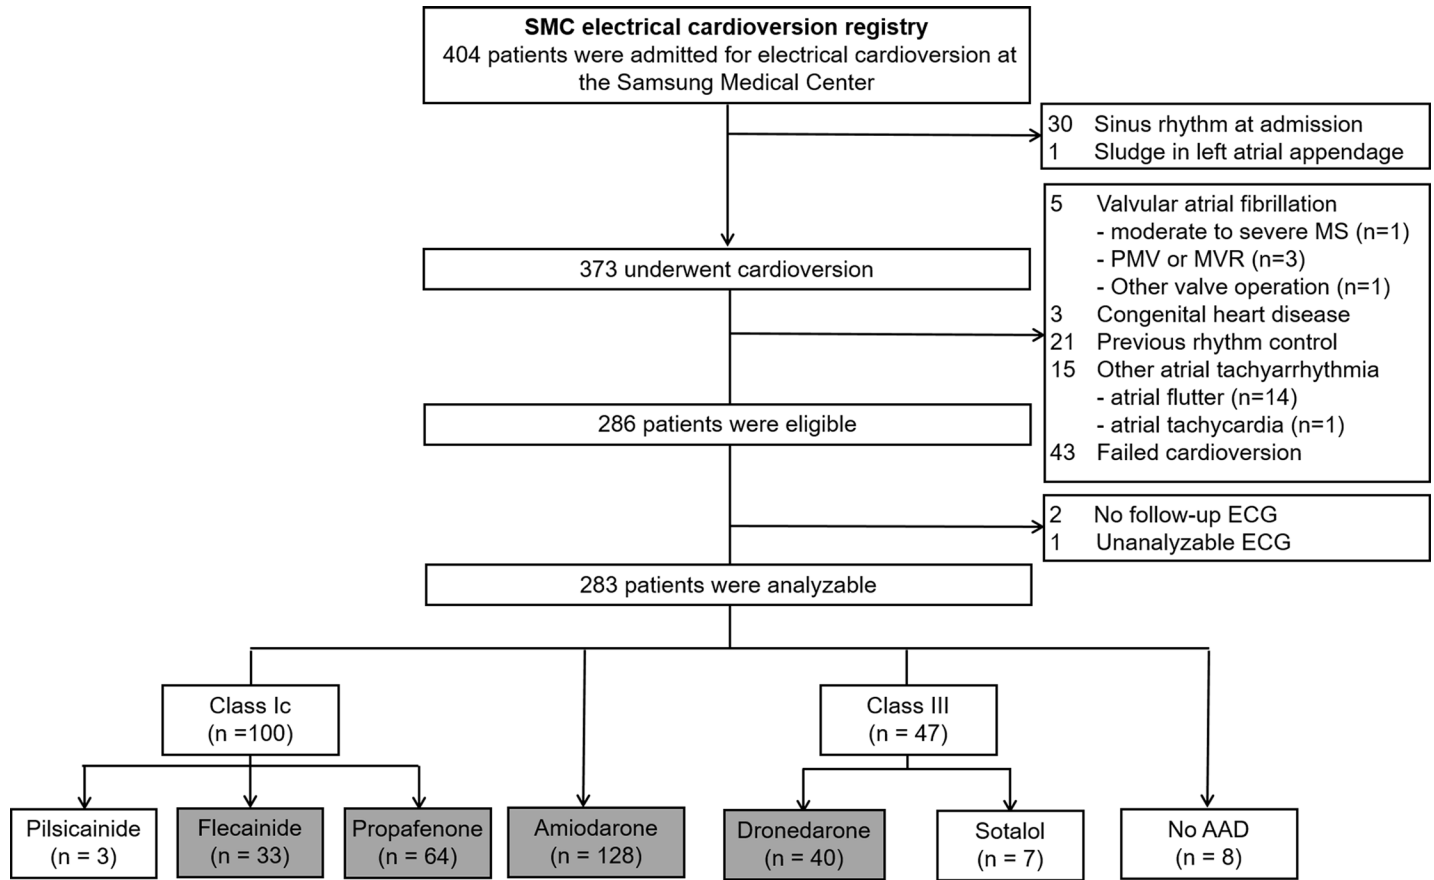 SMC electrical cardioversion registry
404 patients were admitted for electrical cardioversion at
the Samsung Medical Center
30 Sinus rhythm at admission
1 Sludge in left atrial appendage
5 Valvular atrial fibrillation
- moderate to severe MS (n=1)
- PMV or MVR (n=3)
- Other valve operation (n=1)
3 Congenital heart disease
21 Previous rhythm control
15 Other atrial tachyarrhythmia
- atrial flutter (n=14)
- atrial tachycardia (n=1)
43 Failed cardioversion
373 underwent cardioversion
286 patients were eligible
2 No follow-up ECG
1 Unanalyzable ECG
283 patients were analyzable
Class Ic
(n =100)
Class III
(n = 47)
Pilsicainide
(n = 3)
Flecainide
(n = 33)
Propafenone
(n = 64)
Amiodarone
(n = 128)
Dronedarone
(n = 40)
Sotalol
(n = 7)
No AAD
(n = 8)